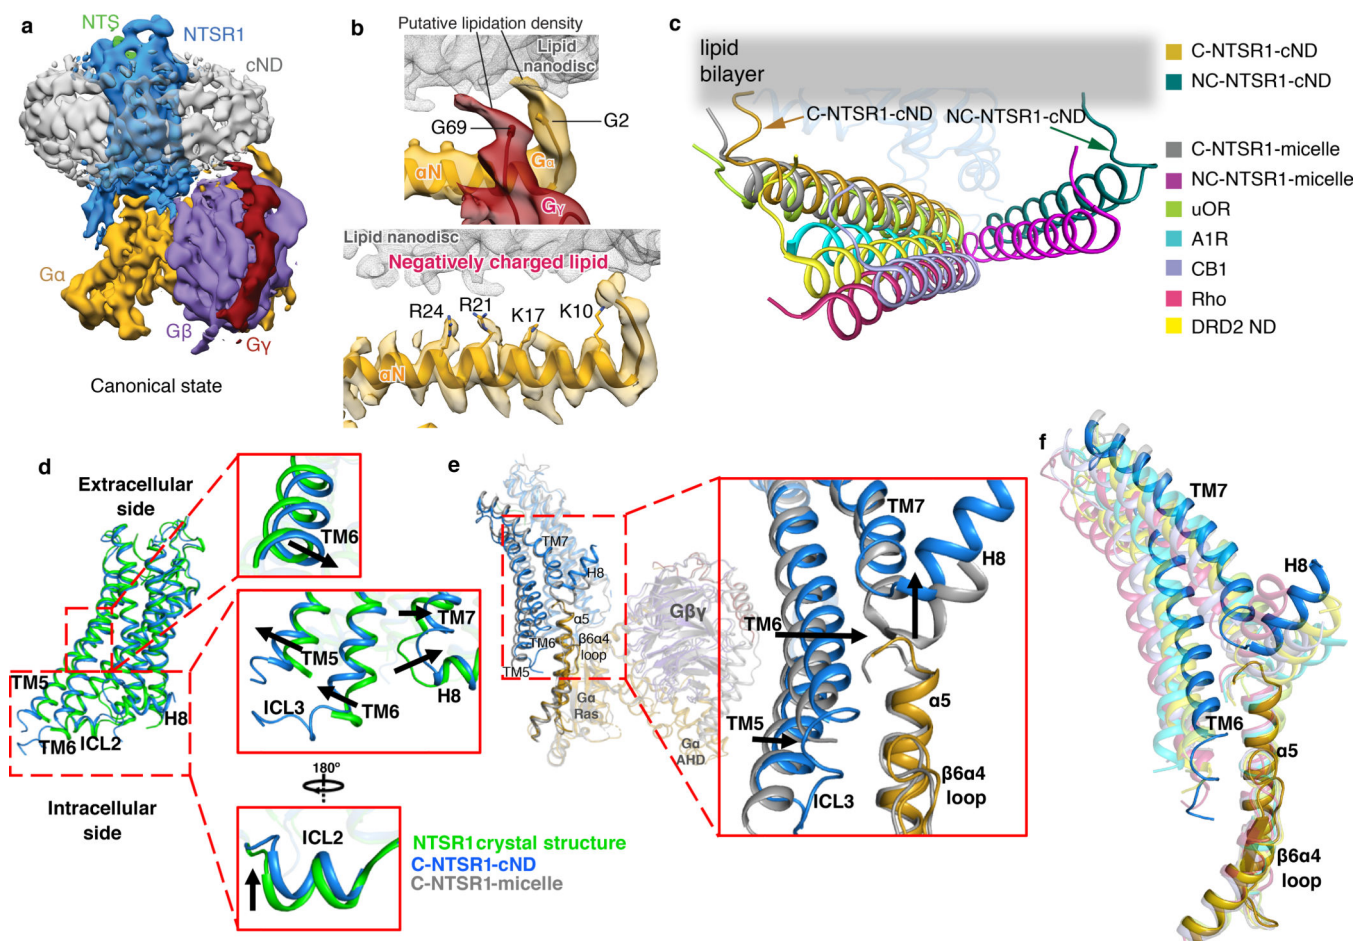 a
NTS
NTSR1
cND
Gα
Gβ
Gγ
Canonical state
b
Putative lipidation density
Lipid
nanodisc
G69
G2
Gα
αN
Gγ
Lipid nanodisc
Negatively charged lipid
R24
R21
K17
K10
αN
c
lipid
bilayer
C-NTSR1-cND
NC-NTSR1-cND
C-NTSR1-cND
NC-NTSR1-cND
C-NTSR1-micelle
NC-NTSR1-micelle
uOR
A1R
CB1
Rho
DRD2 ND
d
Extracellular
side
TM5
TM6
ICL2
H8
Intracellular
side
TM6
TM7
TM5
H8
ICL3
TM6
180°
ICL2
NTSR1crystal structure
C-NTSR1-cND
C-NTSR1-micelle
e
TM7
H8
α5
TM6
β6α4
loop
TM5
Gα
Ras
Gβγ
Gα
AHD
TM7
H8
TM6
α5
TM5
ICL3
β6α4
loop
f
TM7
H8
TM6
α5
β6α4
loop